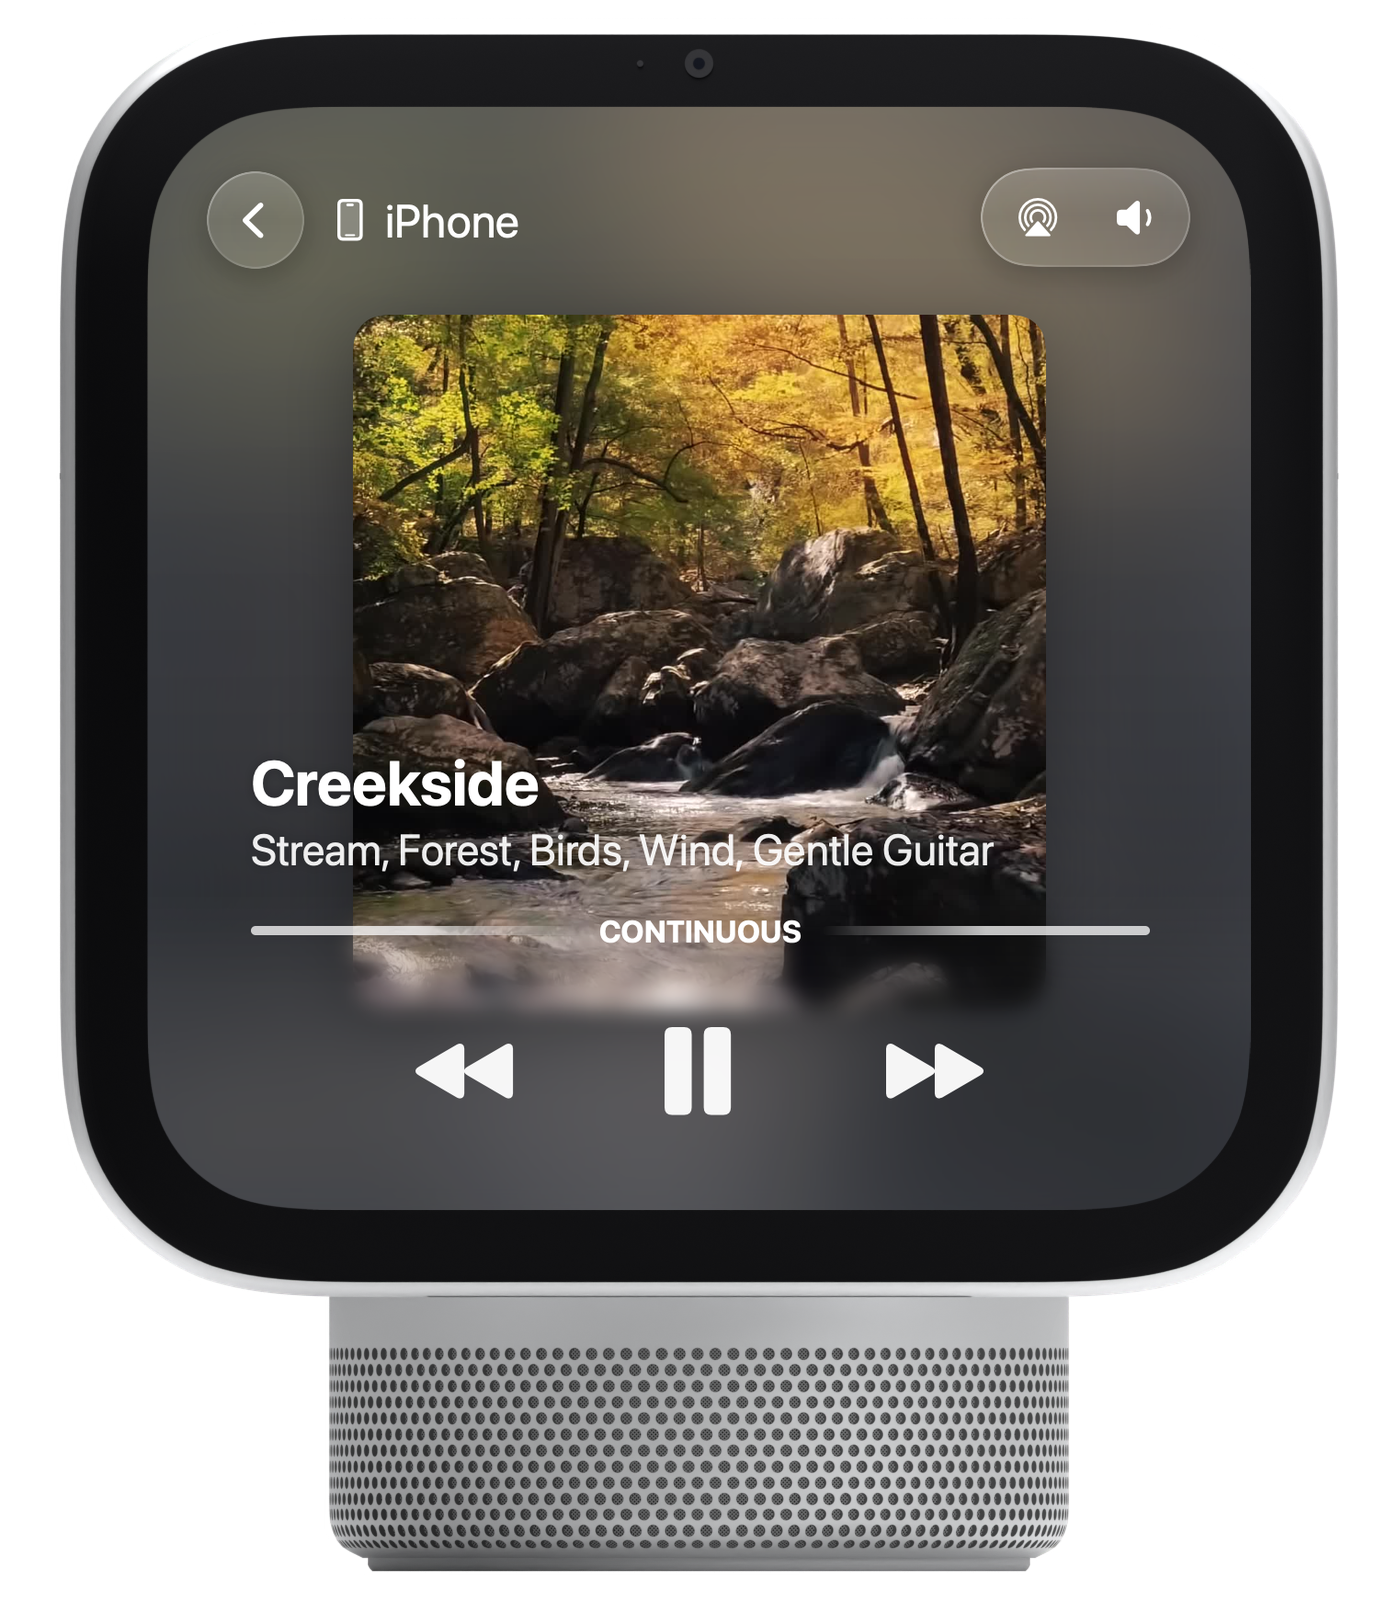 iPhone
Creekside
Stream, Forest, Birds, Wind, Gentle Guitar
CONTINUOUS